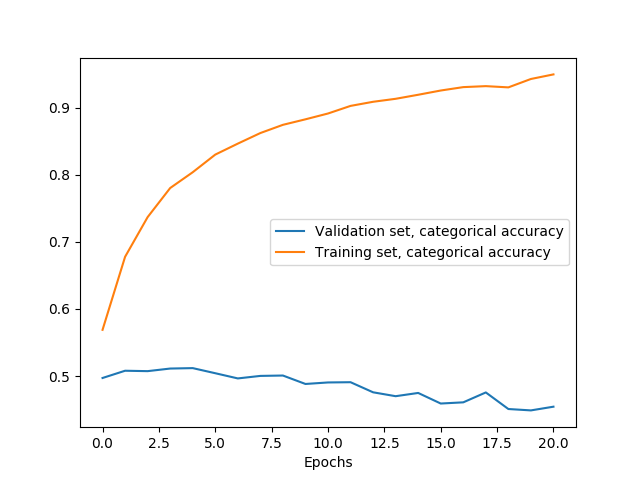 0.9
0.8
0.7
0.6
0.5
Validation set, categorical accuracy
Training set, categorical accuracy
0.0 2.5 5.0 7.5 10.0 12.5 15.0 17.5 20.0
Epochs